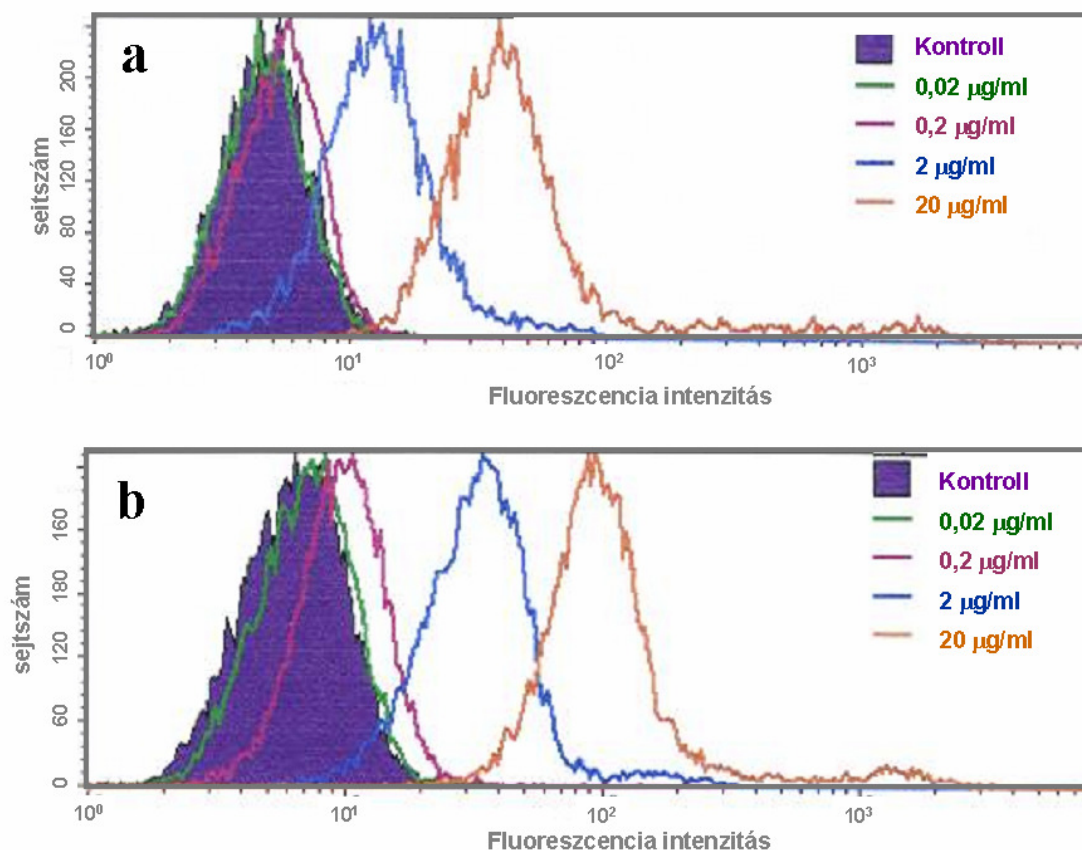 a
Kontroll
0,02 µg/ml
0,2 µg/ml
2 µg/ml
20 µg/ml
seitszám
200
160
120
80
40
0
10⁰
10¹
10²
10³
Fluoreszcencia intenzitás
b
Kontroll
0,02 µg/ml
0,2 µg/ml
2 µg/ml
20 µg/ml
sejtszám
160
180
120
60
0
10⁰
10¹
10²
10³
Fluoreszcencia intenzitás